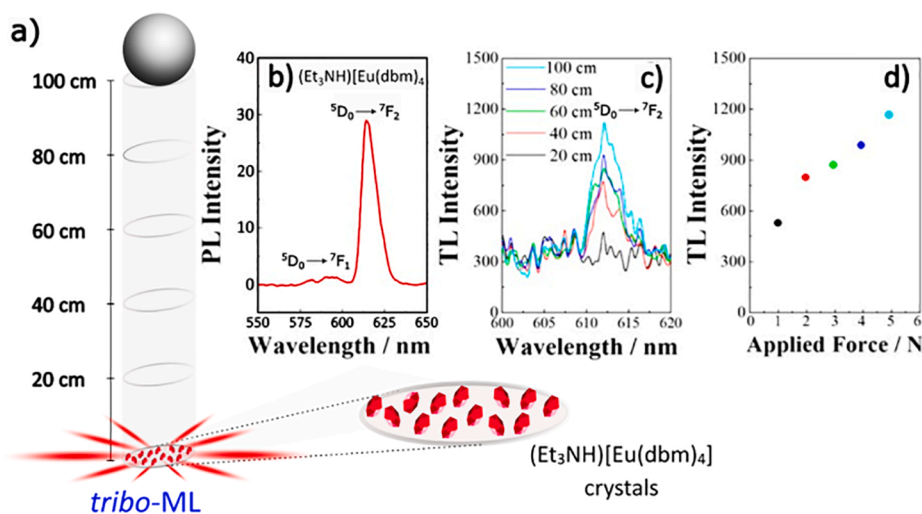 a)
100 cm
80 cm
60 cm
40 cm
20 cm
tribo-ML
b)
(Et₃NH)[Eu(dbm)₄
⁵D₀→⁷F₂
⁵D₀→⁷F₁
PL Intensity
40
30
20
10
0
550 575 600 625 650
Wavelength / nm
c)
100 cm
80 cm
60 cm
40 cm
20 cm
⁵D₀→⁷F₂
TL Intensity
1500
1200
900
600
300
0
600 605 610 615 620
Wavelength / nm
d)
TL Intensity
1500
1200
900
600
300
0
0 1 2 3 4 5 6
Applied Force / N
(Et₃NH)[Eu(dbm)₄]
crystals